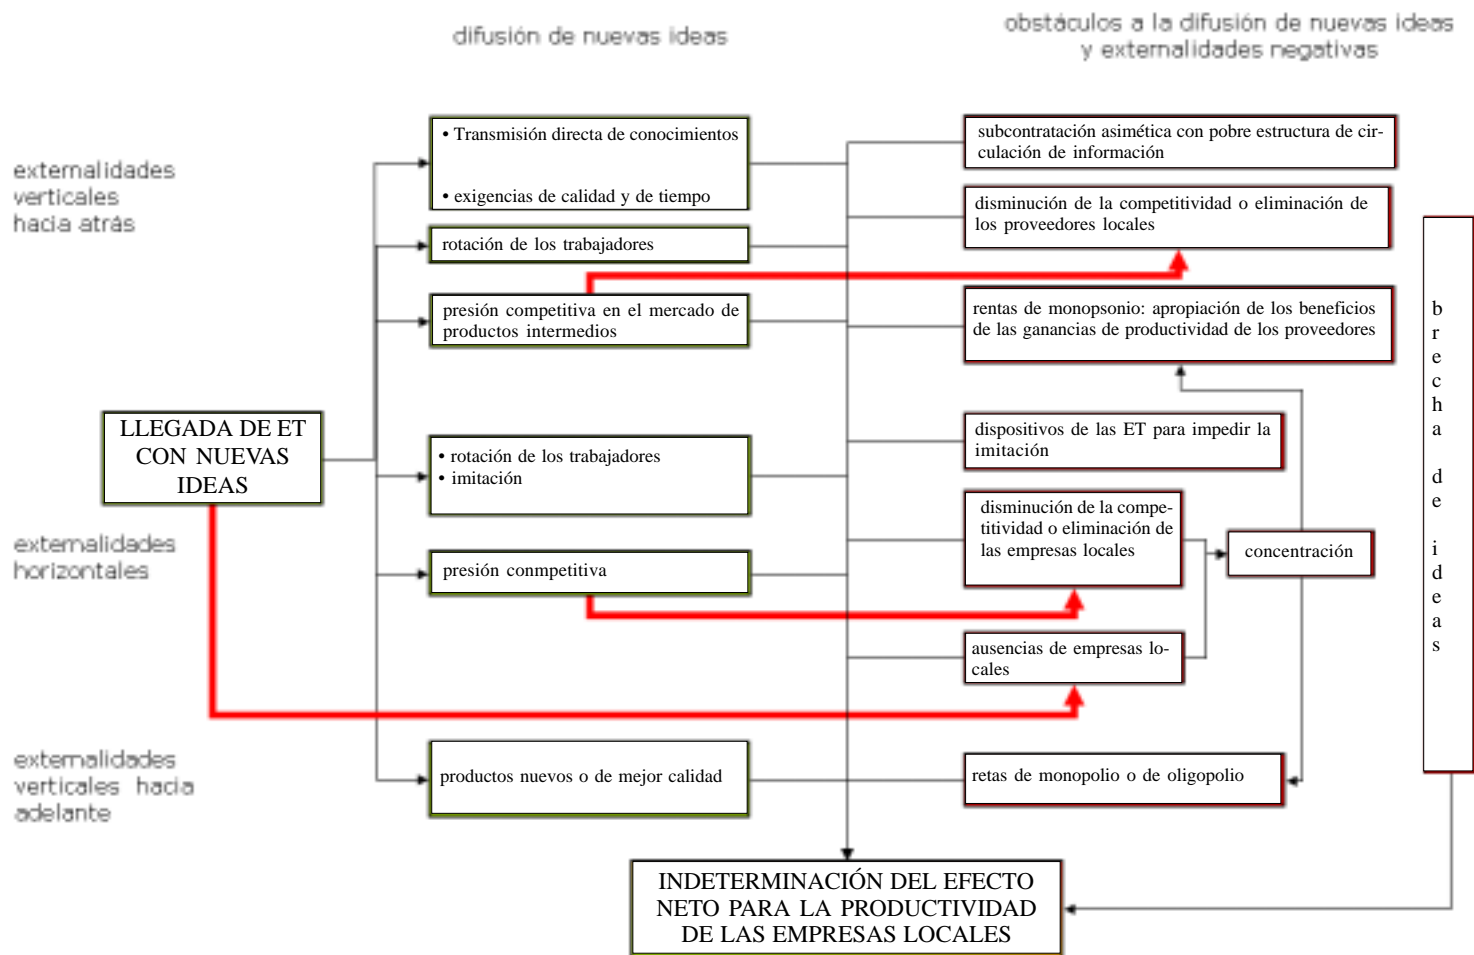 difusión de nuevas ideas
obstáculos a la difusión de nuevas ideas
y externalidades negativas
externalidades
verticales
hacia atrás
• Transmisión directa de conocimientos
• exigencias de calidad y de tiempo
rotación de los trabajadores
presión competitiva en el mercado de
productos intermedios
subcontratación asimética con pobre estructura de cir-
culación de información
disminución de la competitividad o eliminación de
los proveedores locales
rentas de monopsonio: apropiación de los beneficios
de las ganancias de productividad de los proveedores
LLEGADA DE ET
CON NUEVAS
IDEAS
externalidades
horizontales
• rotación de los trabajadores
• imitación
presión conmpetitiva
dispositivos de las ET para impedir la
imitación
disminución de la compe-
titividad o eliminación de
las empresas locales
concentración
ausencias de empresas lo-
cales
externalidades
verticales hacia
adelante
productos nuevos o de mejor calidad
retas de monopolio o de oligopolio
b
r
e
c
h
a
d
e
i
d
e
a
s
INDETERMINACIÓN DEL EFECTO
NETO PARA LA PRODUCTIVIDAD
DE LAS EMPRESAS LOCALES